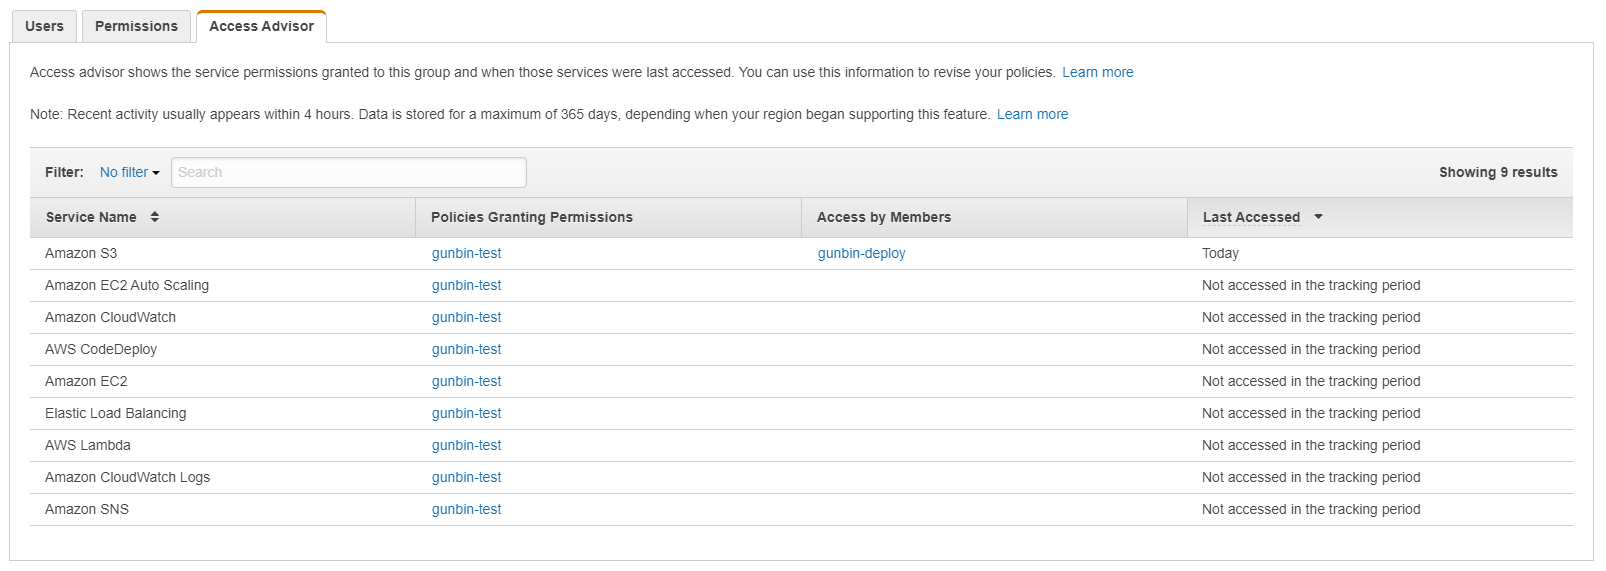 Users Permissions Access Advisor
Access advisor shows the service permissions granted to this group and when those services were last accessed. You can use this information to revise your policies. Learn more
Note: Recent activity usually appears within 4 hours. Data is stored for a maximum of 365 days, depending when your region began supporting this feature. Learn more
Filter: No filter Search Showing 9 results
Service Name Policies Granting Permissions Access by Members Last Accessed
Amazon S3 gunbin-test gunbin-deploy Today
Amazon EC2 Auto Scaling gunbin-test Not accessed in the tracking period
Amazon CloudWatch gunbin-test Not accessed in the tracking period
AWS CodeDeploy gunbin-test Not accessed in the tracking period
Amazon EC2 gunbin-test Not accessed in the tracking period
Elastic Load Balancing gunbin-test Not accessed in the tracking period
AWS Lambda gunbin-test Not accessed in the tracking period
Amazon CloudWatch Logs gunbin-test Not accessed in the tracking period
Amazon SNS gunbin-test Not accessed in the tracking period